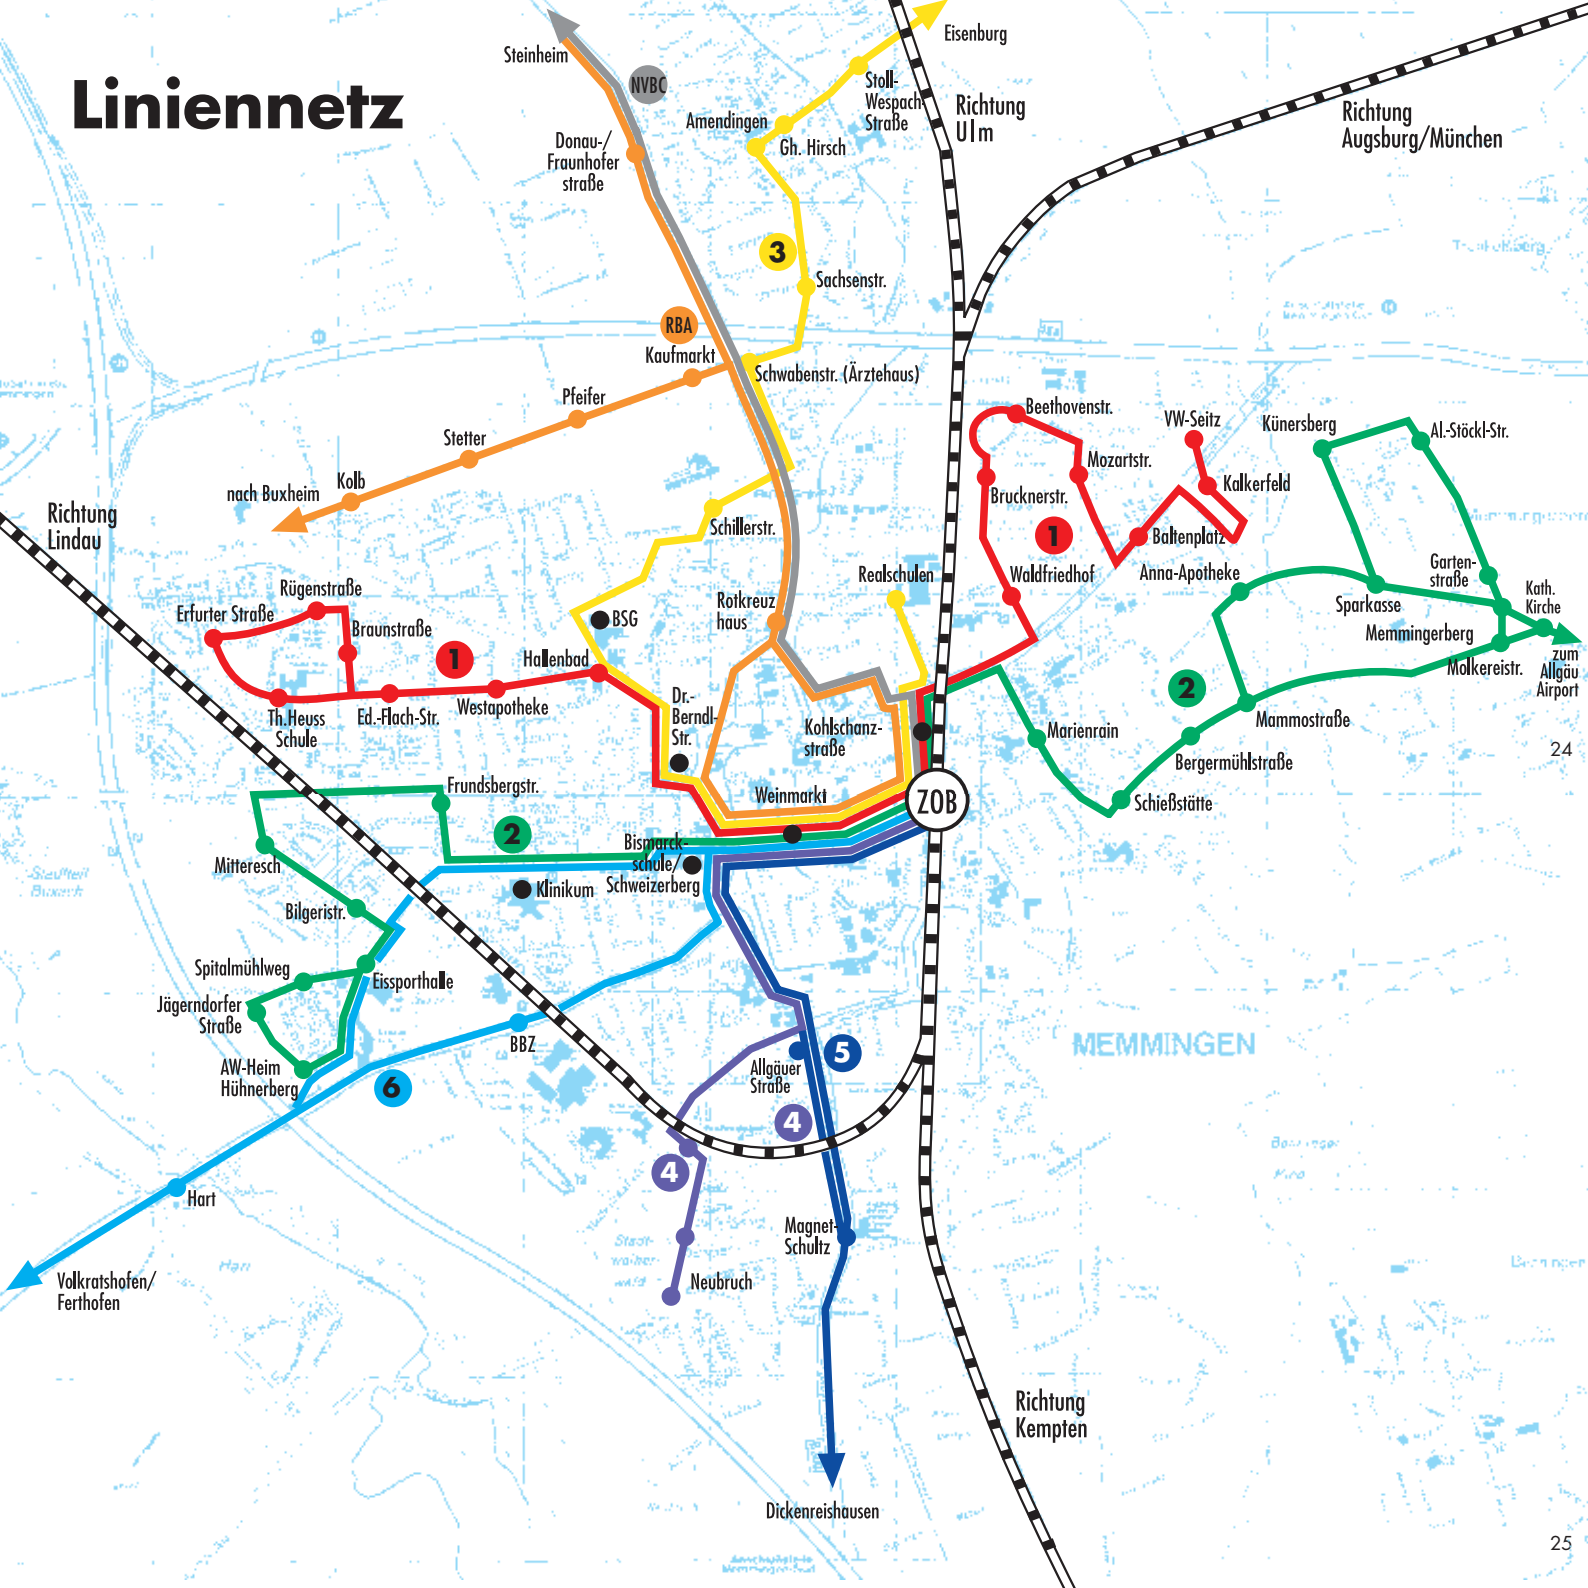 Liniennetz
Steinheim
NVBC
Eisenburg
Stoll-
Wespach-
Straße
Richtung
Ulm
Richtung
Augsburg/München
Amendingen
Gh. Hirsch
Donau-/
Fraunhofer
straße
3
Sachsenstr.
RBA
Kaufmarkt
Schwabenstr. (Ärztehaus)
Pfeifer
Stetter
Kolb
nach Buxheim
Richtung
Lindau
Beethovenstr.
VW-Seitz
Künersberg
Al.-Stöckl-Str.
Mozartstr.
Kalkerfeld
Brucknerstr.
1
Baltenplatz
Schillerstr.
Realschulen
Waldfriedhof
Anna-Apotheke
Garten-
straße
Sparkasse
Kath.
Kirche
Memmingerberg
Molkereistr.
zum
Allgäu
Airport
Rügenstraße
Erfurter Straße
Braunstraße
1
BSG
Hallenbad
Rotkreuz
haus
Th.Heuss
Schule
Ed.-Flach-Str.
Westapotheke
Dr.-
Berndl-
Str.
Kohlschanz-
straße
2
Marienrain
Mammostraße
Bergermühlstraße
24
Schießstätte
Weinmarkt
ZOB
Frundsbergstr.
2
Mitteresch
Bismarck-
schule/
Schweizerberg
Klinikum
Bilgeristr.
Spitalmühlweg
Eissporthalle
Jägerndorfer
Straße
AW-Heim
Hühnerberg
BBZ
6
MEMMINGEN
Allgäuer
Straße
5
4
4
Hart
Magnet-
Schultz
Neubruch
Volkratshofen/
Ferthofen
Hart
Richtung
Kempten
Dickenreishausen
25